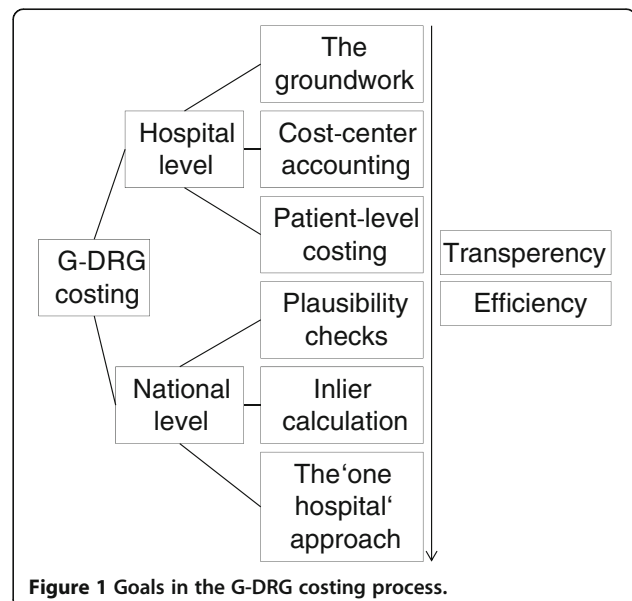 The
groundwork
Hospital
level
Cost-center
accounting
Patient-level
costing
G-DRG
costing
Transperency
Efficiency
Plausibility
checks
National
level
Inlier
calculation
The‘one
hospital‘
approach
Figure 1 Goals in the G-DRG costing process.